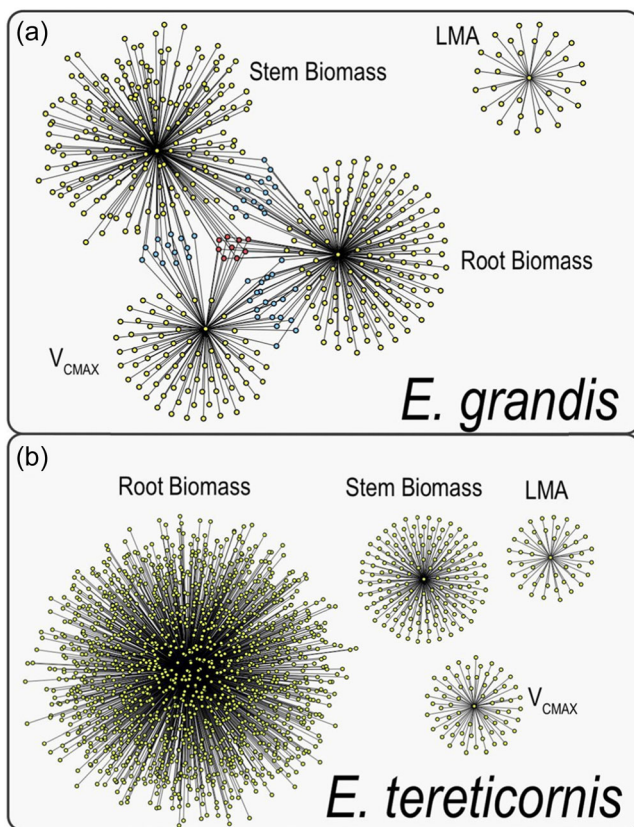 (a)
LMA
Stem Biomass
Root Biomass
VCMAX
E. grandis
(b)
Root Biomass
Stem Biomass
LMA
VCMAX
E. tereticornis